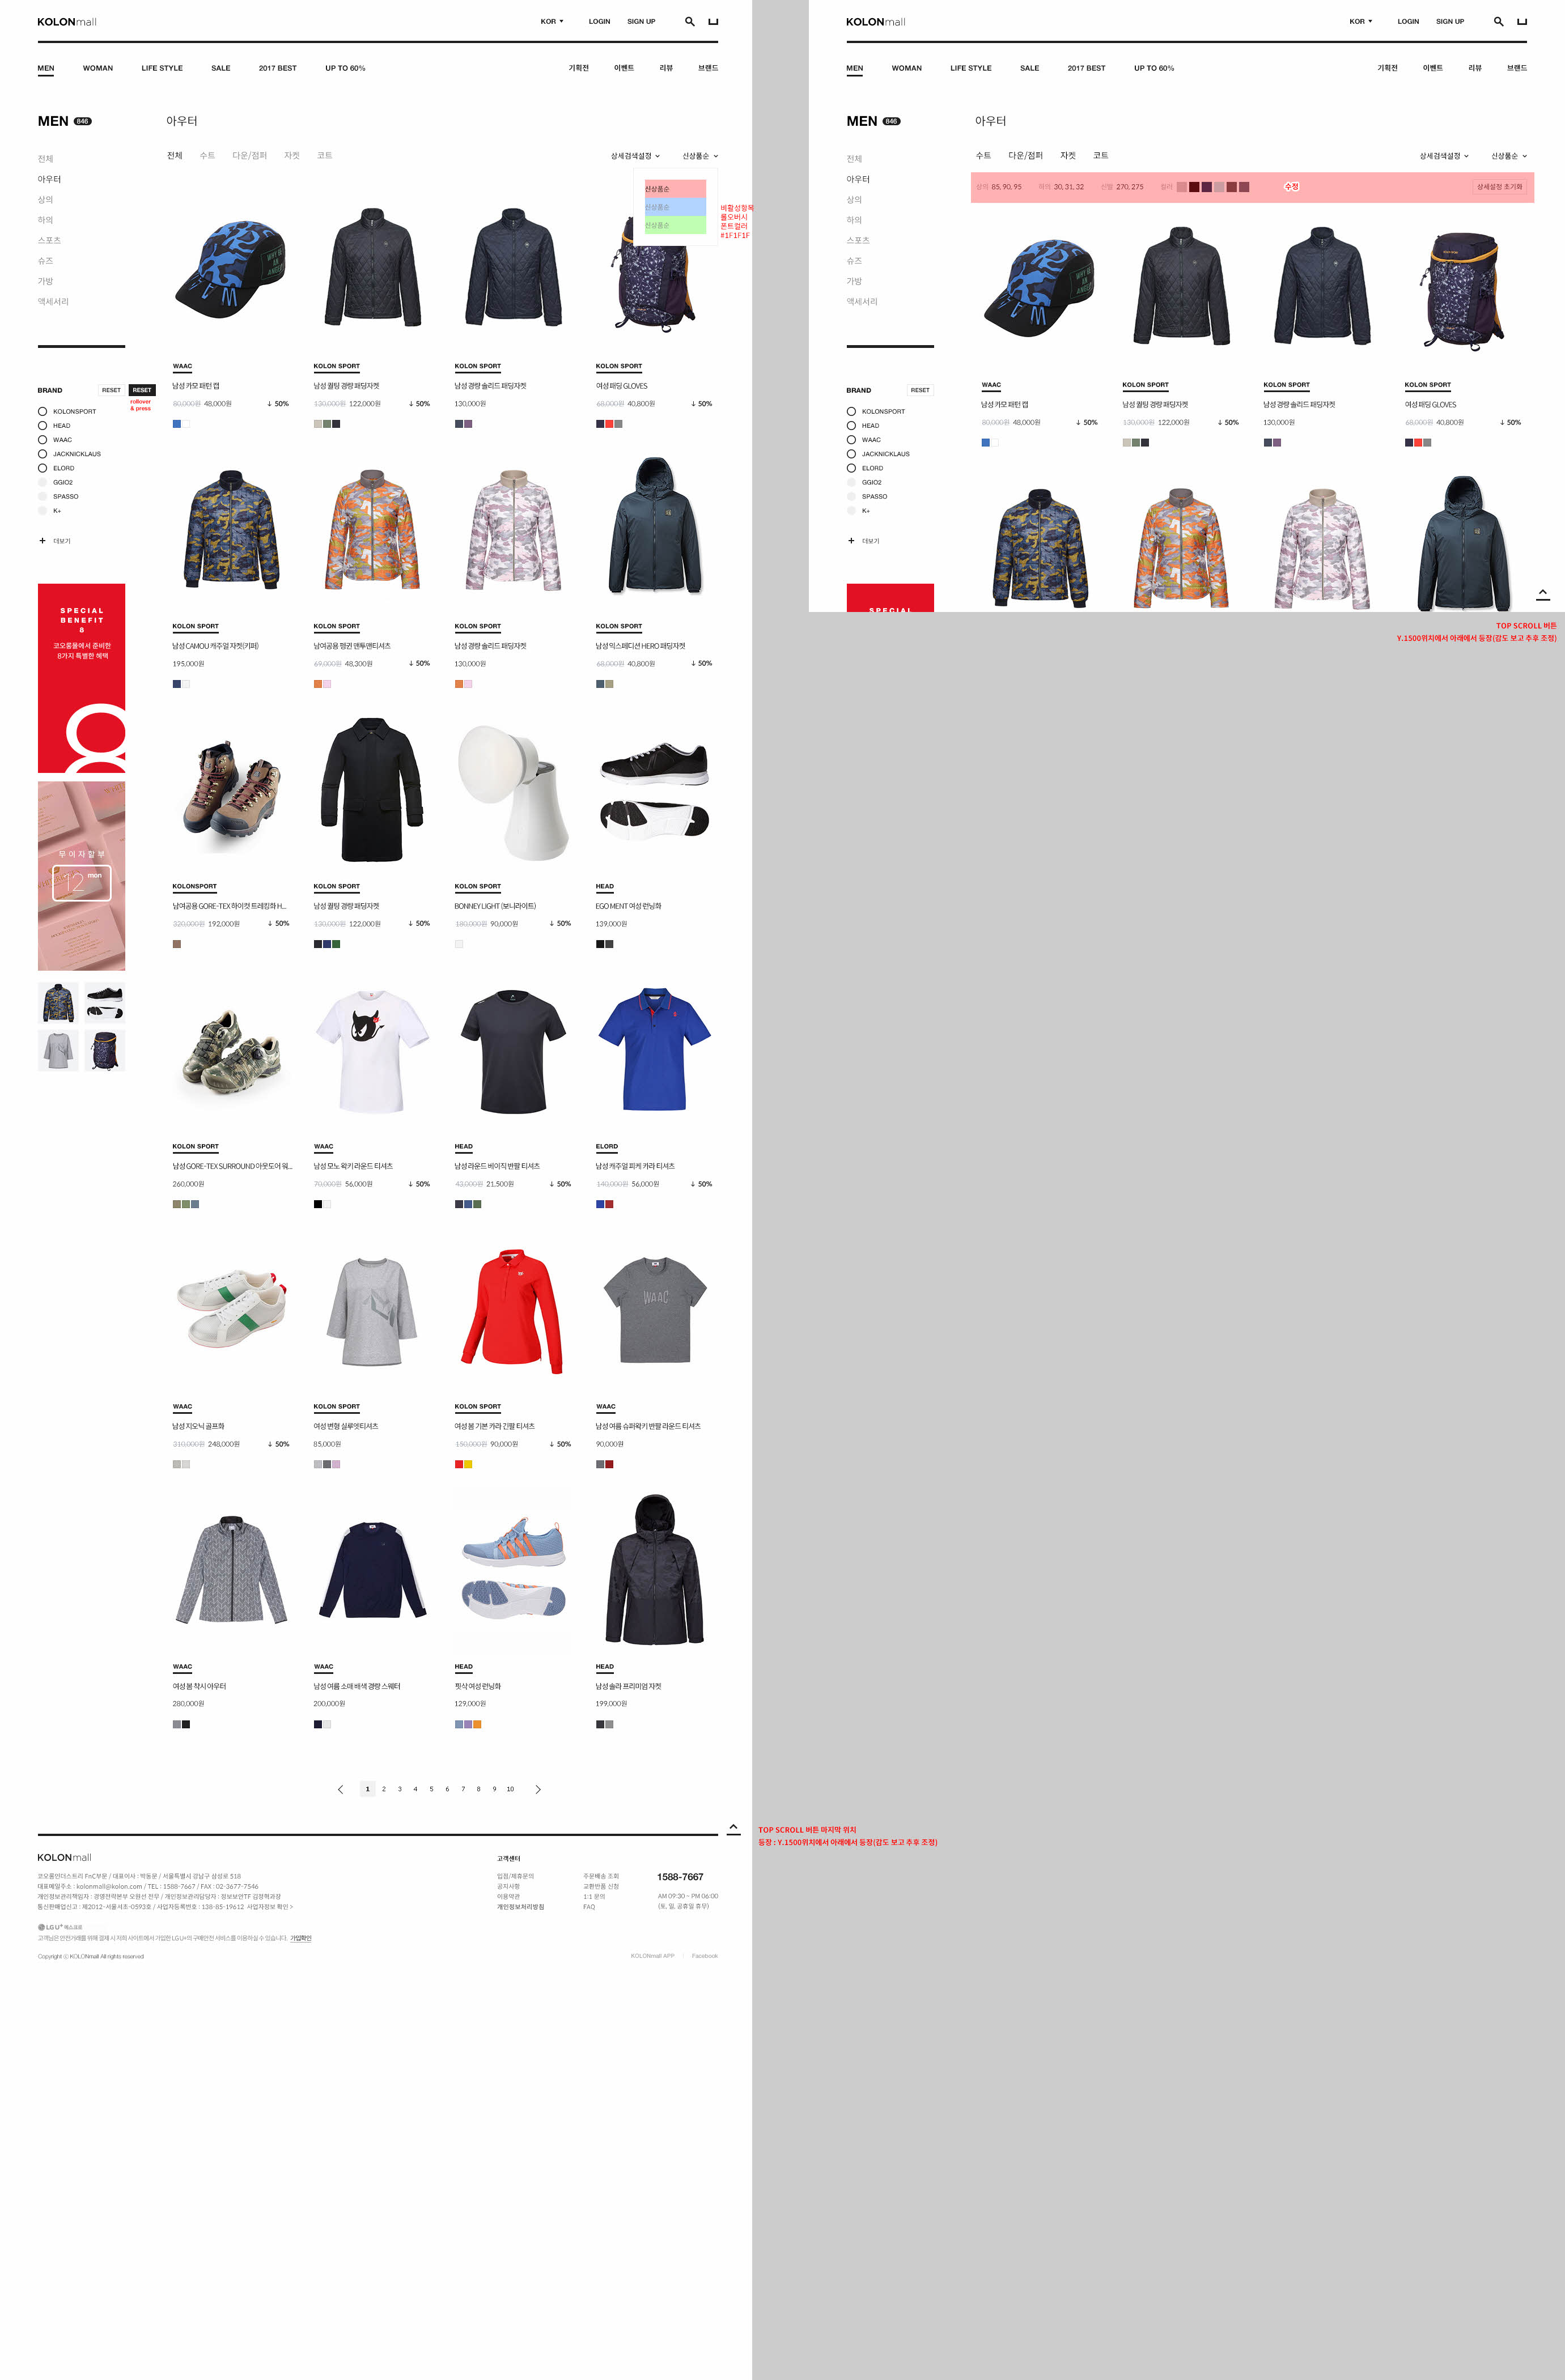 KOLONmall
KOR LOGIN SIGN UP
MEN WOMAN LIFE STYLE SALE 2017 BEST UP TO 60% 기획전 이벤트 리뷰 브랜드
MEN 846
아우터
전체 수트 다운/점퍼 자켓 코트 상세검색설정 신상품순
신상품순
신상품순
신상품순
비활성항목
롤오버시
폰트컬러
#1F1F1F
전체
아우터
상의
하의
스포츠
슈즈
가방
액세서리
BRAND RESET RESET
rollover
& press
KOLONSPORT
HEAD
WAAC
JACKNICKLAUS
ELORD
GGIO2
SPASSO
K+
+ 더보기
SPECIAL
BENEFIT
8
코오롱몰에서 준비한
8가지 특별한 혜택
8
무이자할부
12 mon
WAAC KOLON SPORT KOLON SPORT KOLON SPORT
남성 카모 패턴 캡 남성 퀼팅 경량 패딩자켓 남성 경량 솔리드 패딩자켓 여성 패딩 GLOVES
80,000원 48,000원 ↓ 50% 130,000원 122,000원 ↓ 50% 130,000원 68,000원 40,800원 ↓ 50%
KOLON SPORT KOLON SPORT KOLON SPORT KOLON SPORT
남성 CAMOU 캐주얼 자켓(키퍼) 남여공용 펭귄 맨투맨티셔츠 남성 경량 솔리드 패딩자켓 남성 익스페디션 HERO 패딩자켓
195,000원 69,000원 48,300원 ↓ 50% 130,000원 68,000원 40,800원 ↓ 50%
KOLONSPORT KOLON SPORT KOLON SPORT HEAD
남여공용 GORE-TEX 하이컷 트레킹화 H... 남성 퀼팅 경량 패딩자켓 BONNEY LIGHT (보니라이트) EGO MENT 여성 런닝화
320,000원 192,000원 ↓ 50% 130,000원 122,000원 ↓ 50% 180,000원 90,000원 ↓ 50% 139,000원
KOLON SPORT WAAC HEAD ELORD
남성 GORE-TEX SURROUND 아웃도어 워... 남성 모노 왁키 라운드 티셔츠 남성 라운드 베이직 반팔 티셔츠 남성 캐주얼 피케 카라 티셔츠
260,000원 70,000원 56,000원 ↓ 50% 43,000원 21,500원 ↓ 50% 140,000원 56,000원 ↓ 50%
WAAC
WAAC KOLON SPORT KOLON SPORT WAAC
남성 지오닉 골프화 여성 변형 실루엣티셔츠 여성 봄 기본 카라 긴팔 티셔츠 남성 여름 슈퍼왁키 반팔 라운드 티셔츠
310,000원 248,000원 ↓ 50% 85,000원 150,000원 90,000원 ↓ 50% 90,000원
WAAC WAAC HEAD HEAD
여성 봄 착시 아우터 남성 여름 소매 배색 경량 스웨터 핏삭 여성 런닝화 남성 솔라 프리미엄 자켓
280,000원 200,000원 129,000원 199,000원
1 2 3 4 5 6 7 8 9 10
TOP SCROLL 버튼 마지막 위치
등장 : Y.1500위치에서 아래에서 등장(감도 보고 추후 조정)
KOLONmall
코오롱인더스트리 FnC부문 / 대표이사 : 박동문 / 서울특별시 강남구 삼성로 518
대표메일주소 : kolonmall@kolon.com / TEL : 1588-7667 / FAX : 02-3677-7546
개인정보관리책임자 : 경영전략본부 오원선 전무 / 개인정보관리담당자 : 정보보안TF 김정혁과장
통신판매업신고 : 제2012-서울서초-0593호 / 사업자등록번호 : 138-85-19612 사업자정보 확인 >
LG U+ 에스크로
고객님은 안전거래를 위해 결제 시 저희 사이트에서 가입한 LG U+의 구매안전 서비스를 이용하실 수 있습니다. 가입확인
Copyright ⓒ KOLONmall All rights reserved
고객센터
입점/제휴문의 주문배송 조회
공지사항 교환반품 신청
이용약관 1:1 문의
개인정보처리방침 FAQ
1588-7667
AM 09:30 ~ PM 06:00
(토, 일, 공휴일 휴무)
KOLONmall APP Facebook
KOLONmall
KOR LOGIN SIGN UP
MEN WOMAN LIFE STYLE SALE 2017 BEST UP TO 60% 기획전 이벤트 리뷰 브랜드
MEN 846
아우터
수트 다운/점퍼 자켓 코트 상세검색설정 신상품순
상의 85, 90, 95 하의 30, 31, 32 신발 270, 275 컬러 수정 상세설정 초기화
전체
아우터
상의
하의
스포츠
슈즈
가방
액세서리
BRAND RESET
KOLONSPORT
HEAD
WAAC
JACKNICKLAUS
ELORD
GGIO2
SPASSO
K+
+ 더보기
SPECIAL
WAAC KOLON SPORT KOLON SPORT KOLON SPORT
남성 카모 패턴 캡 남성 퀼팅 경량 패딩자켓 남성 경량 솔리드 패딩자켓 여성 패딩 GLOVES
80,000원 48,000원 ↓ 50% 130,000원 122,000원 ↓ 50% 130,000원 68,000원 40,800원 ↓ 50%
TOP SCROLL 버튼
Y.1500위치에서 아래에서 등장(감도 보고 추후 조정)